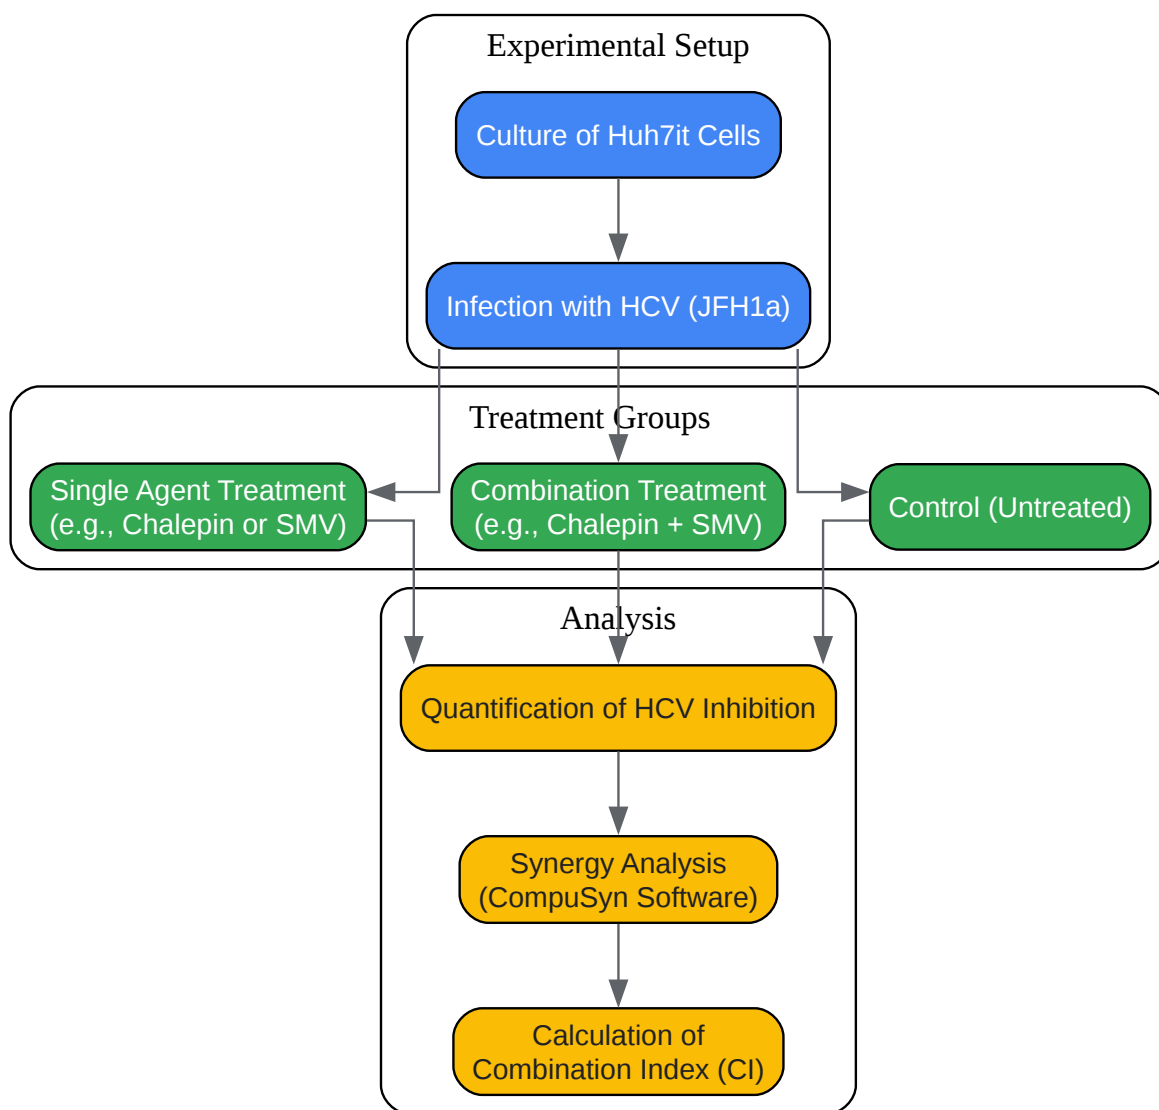 Experimental Setup
Culture of Huh7it Cells
Infection with HCV (JFH1a)
Treatment Groups
Single Agent Treatment
(e.g., Chalepin or SMV)
Combination Treatment
(e.g., Chalepin + SMV)
Control (Untreated)
Analysis
Quantification of HCV Inhibition
Synergy Analysis
(CompuSyn Software)
Calculation of
Combination Index (CI)